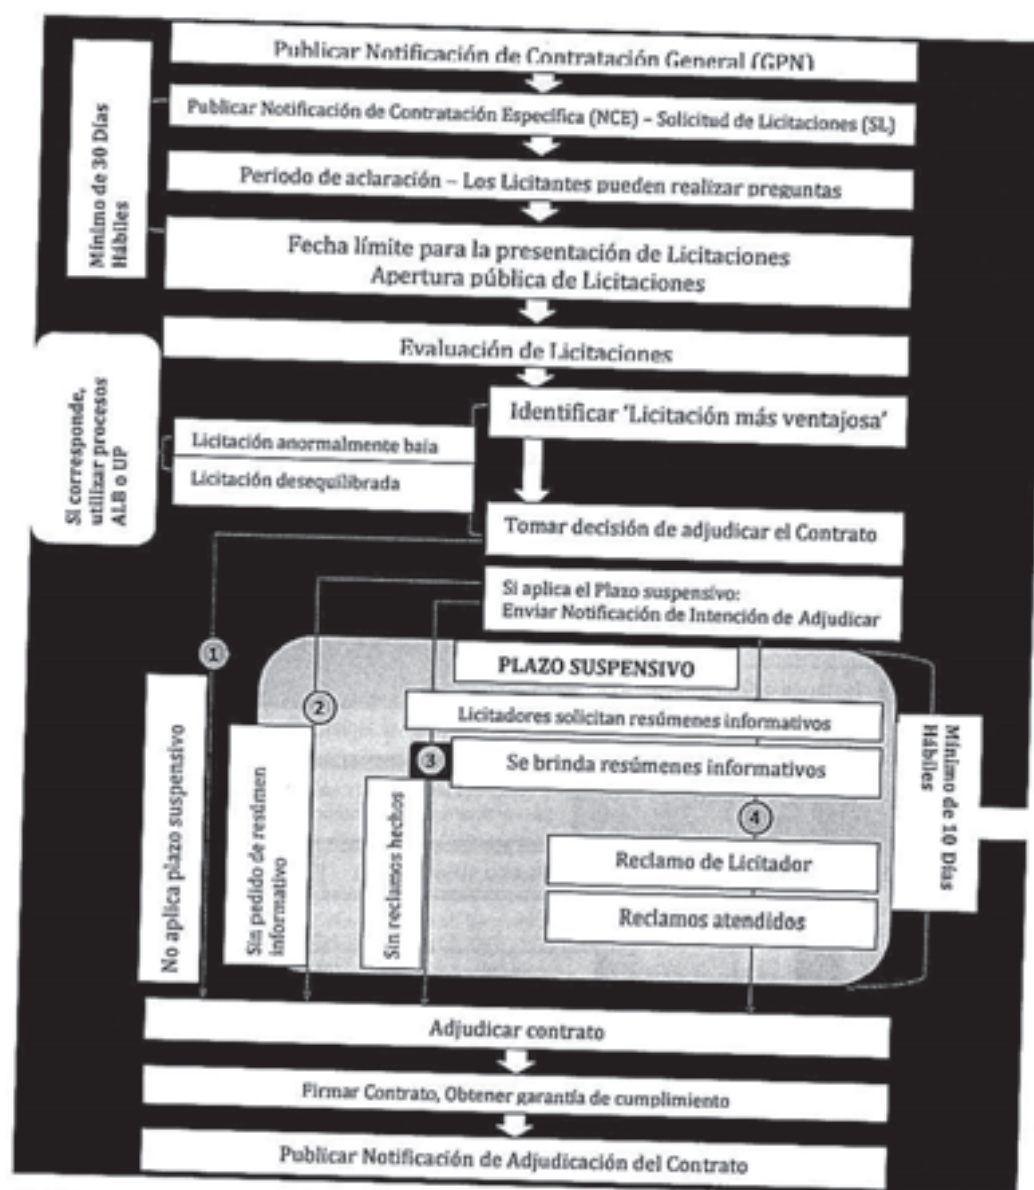 Publicar Notificación de Contratación General (GPN)
Mínimo de 30 Días
Hábiles
Publicar Notificación de Contratación Específica (NCE) – Solicitud de Licitaciones (SL)
Periodo de aclaración – Los Licitantes pueden realizar preguntas
Fecha límite para la presentación de Licitaciones
Apertura pública de Licitaciones
Evaluación de Licitaciones
Identificar ‘Licitación más ventajosa’
Si corresponde,
utilizar procesos
ALB o UP
Licitación anormalmente baja
Licitación desequilibrada
Tomar decisión de adjudicar el Contrato
Si aplica el Plazo suspensivo:
Enviar Notificación de Intención de Adjudicar
PLAZO SUSPENSIVO
1
No aplica plazo suspensivo
2
Sin pedido de resúmen
informativo
Licitadores solicitan resúmenes informativos
3
Sin reclamos hechos
Se brinda resúmenes informativos
4
Reclamo de Licitador
Reclamos atendidos
Mínimo de 10 Días
Hábiles
Adjudicar contrato
Firmar Contrato, Obtener garantía de cumplimiento
Publicar Notificación de Adjudicación del Contrato